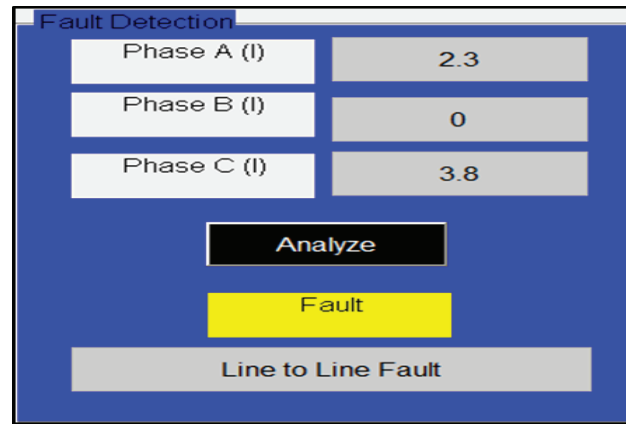 Fault Detection
Phase A (I) 2.3
Phase B (I) 0
Phase C (I) 3.8
Analyze
Fault
Line to Line Fault